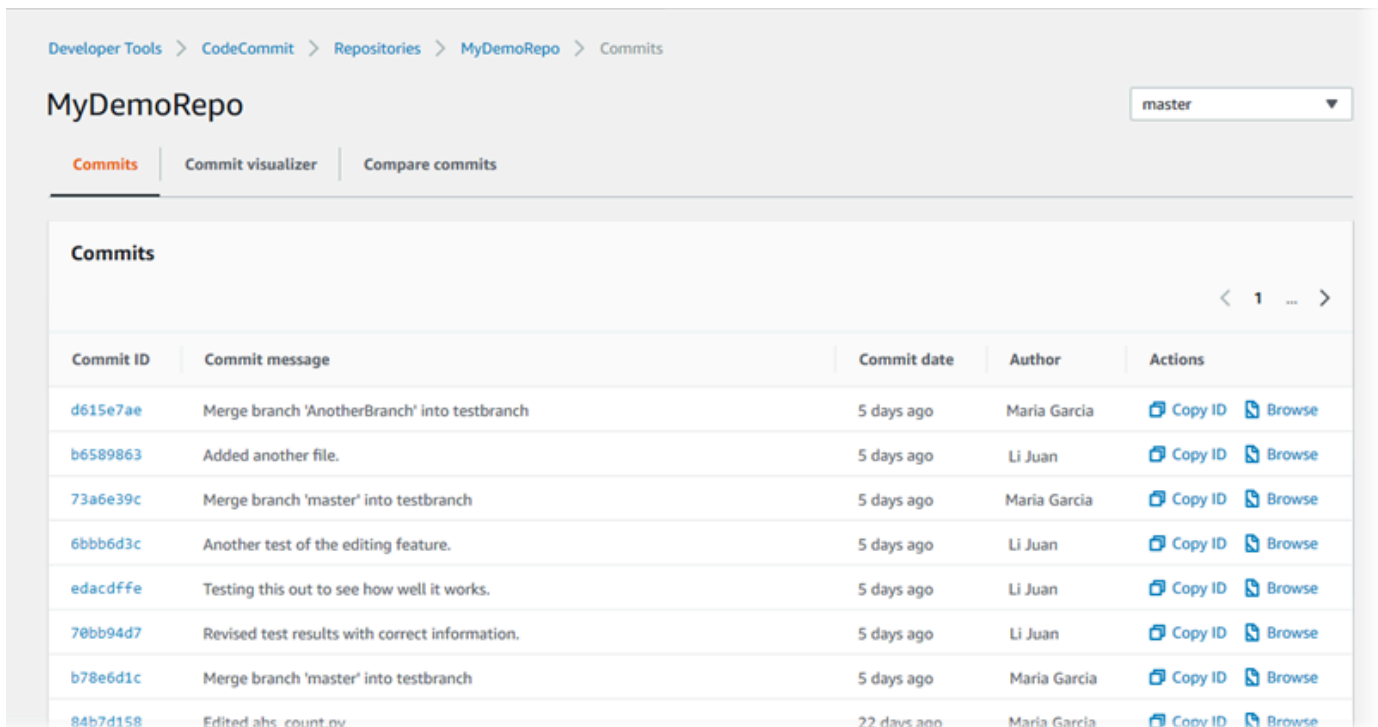 Developer Tools > CodeCommit > Repositories > MyDemoRepo > Commits
MyDemoRepo
master
Commits Commit visualizer Compare commits
Commits
< 1 ... >
Commit ID Commit message Commit date Author Actions
d615e7ae Merge branch 'AnotherBranch' into testbranch 5 days ago Maria Garcia Copy ID Browse
b6589863 Added another file. 5 days ago Li Juan Copy ID Browse
73a6e39c Merge branch 'master' into testbranch 5 days ago Maria Garcia Copy ID Browse
6bbb6d3c Another test of the editing feature. 5 days ago Li Juan Copy ID Browse
edacdffe Testing this out to see how well it works. 5 days ago Li Juan Copy ID Browse
70bb94d7 Revised test results with correct information. 5 days ago Li Juan Copy ID Browse
b78e6d1c Merge branch 'master' into testbranch 5 days ago Maria Garcia Copy ID Browse
84b7d158 Edited ahs_count.py 22 days ago Maria Garcia Copy ID Browse